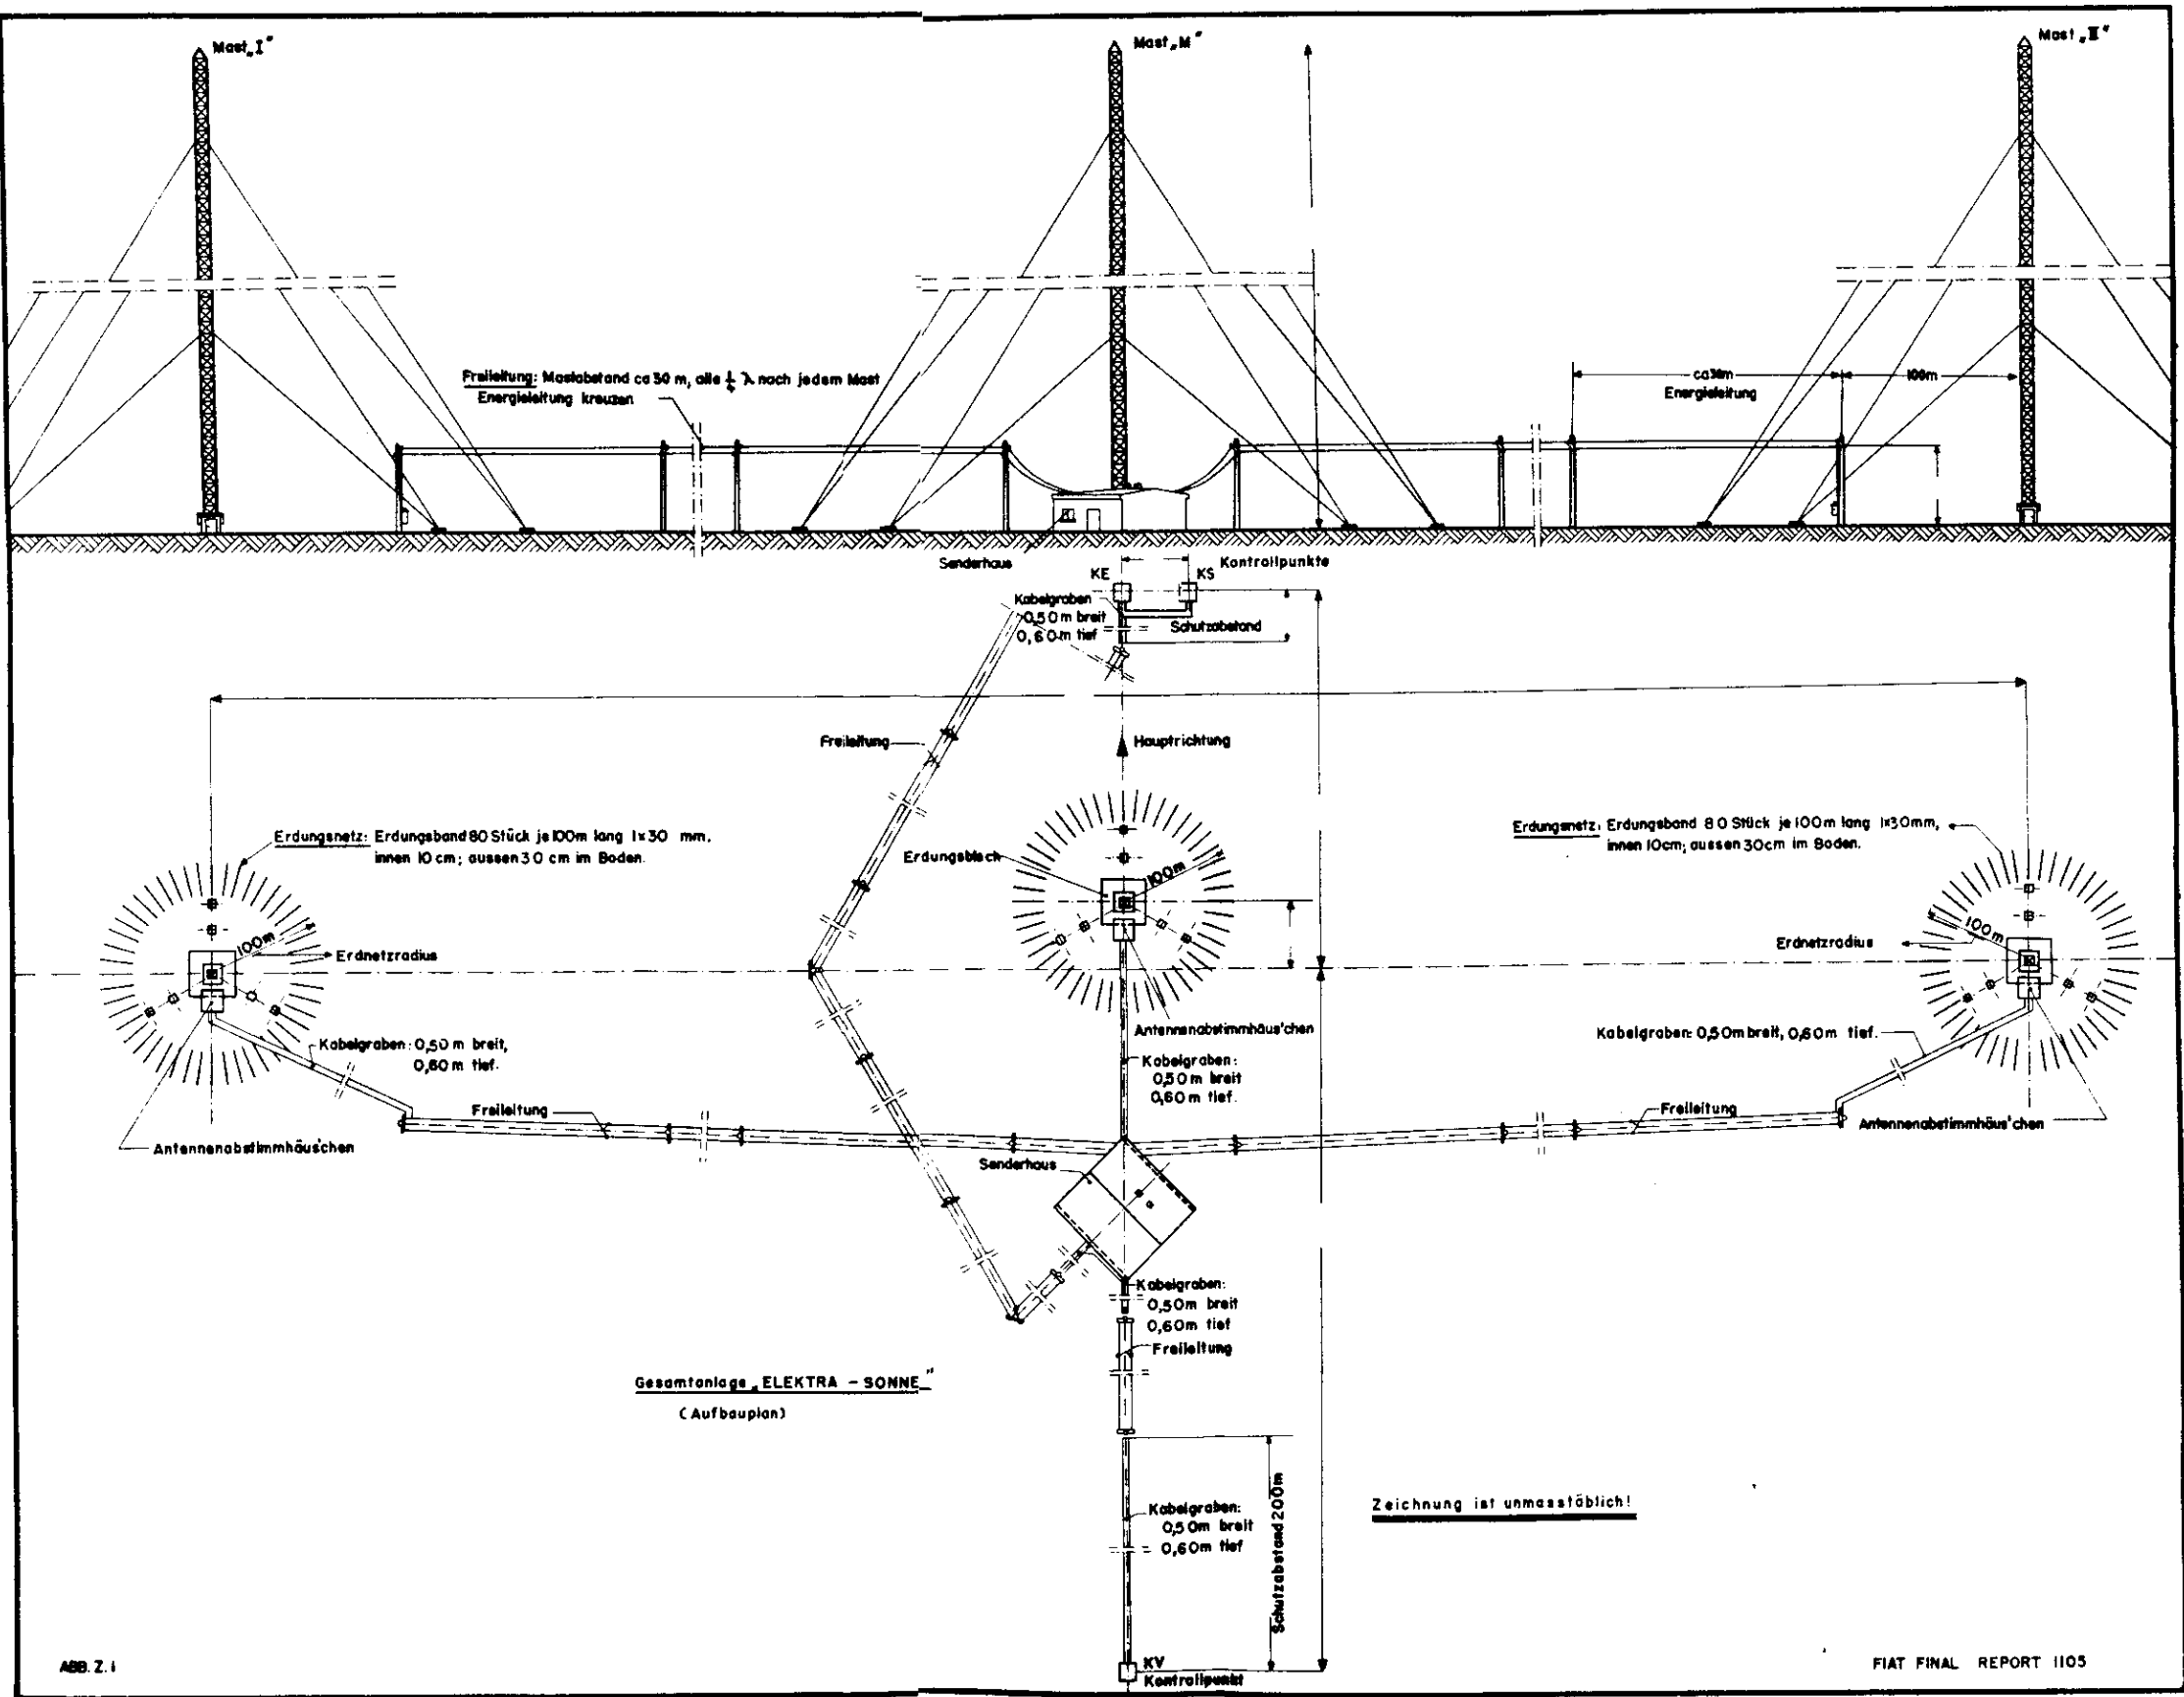 Mast „I"
Mast „M"
Mast „II"
Freileitung: Mastabstand ca 30 m, alle ¼ λ nach jedem Mast
Energieleitung kreuzen
ca 30m
Energieleitung
100m
Senderhaus
KE
KS
Kontrollpunkte
Kabelgraben
0,50m breit
0,60m tief
Schutzabstand
Freileitung
Hauptrichtung
Erdungsnetz: Erdungsband 80 Stück je 100m lang 1x30 mm.
innen 10 cm; aussen 30 cm im Boden.
Erdungsblech
100m
Erdungsnetz: Erdungsband 80 Stück je 100m lang 1x30mm,
innen 10cm; aussen 30cm im Boden.
100m
Erdnetzradius
Erdnetzradius
100m
Antennenabstimmhäus'chen
Kabelgraben: 0,50 m breit,
0,60 m tief.
Kabelgraben:
0,50 m breit
0,60m tief.
Kabelgraben: 0,50m breit, 0,60m tief.
Freileitung
Freileitung
Antennenabstimmhäus'chen
Antennenabstimmhäus'chen
Senderhaus
Kabelgraben:
0,50m breit
0,60m tief
Freileitung
Gesamtanlage „ELEKTRA - SONNE"
(Aufbauplan)
Kabelgraben:
0,50m breit
0,60m tief
Schutzabstand 200m
Zeichnung ist unmasstäblich!
KV
Kontrollpunkt
ABB. Z. 1
FIAT FINAL REPORT 1105